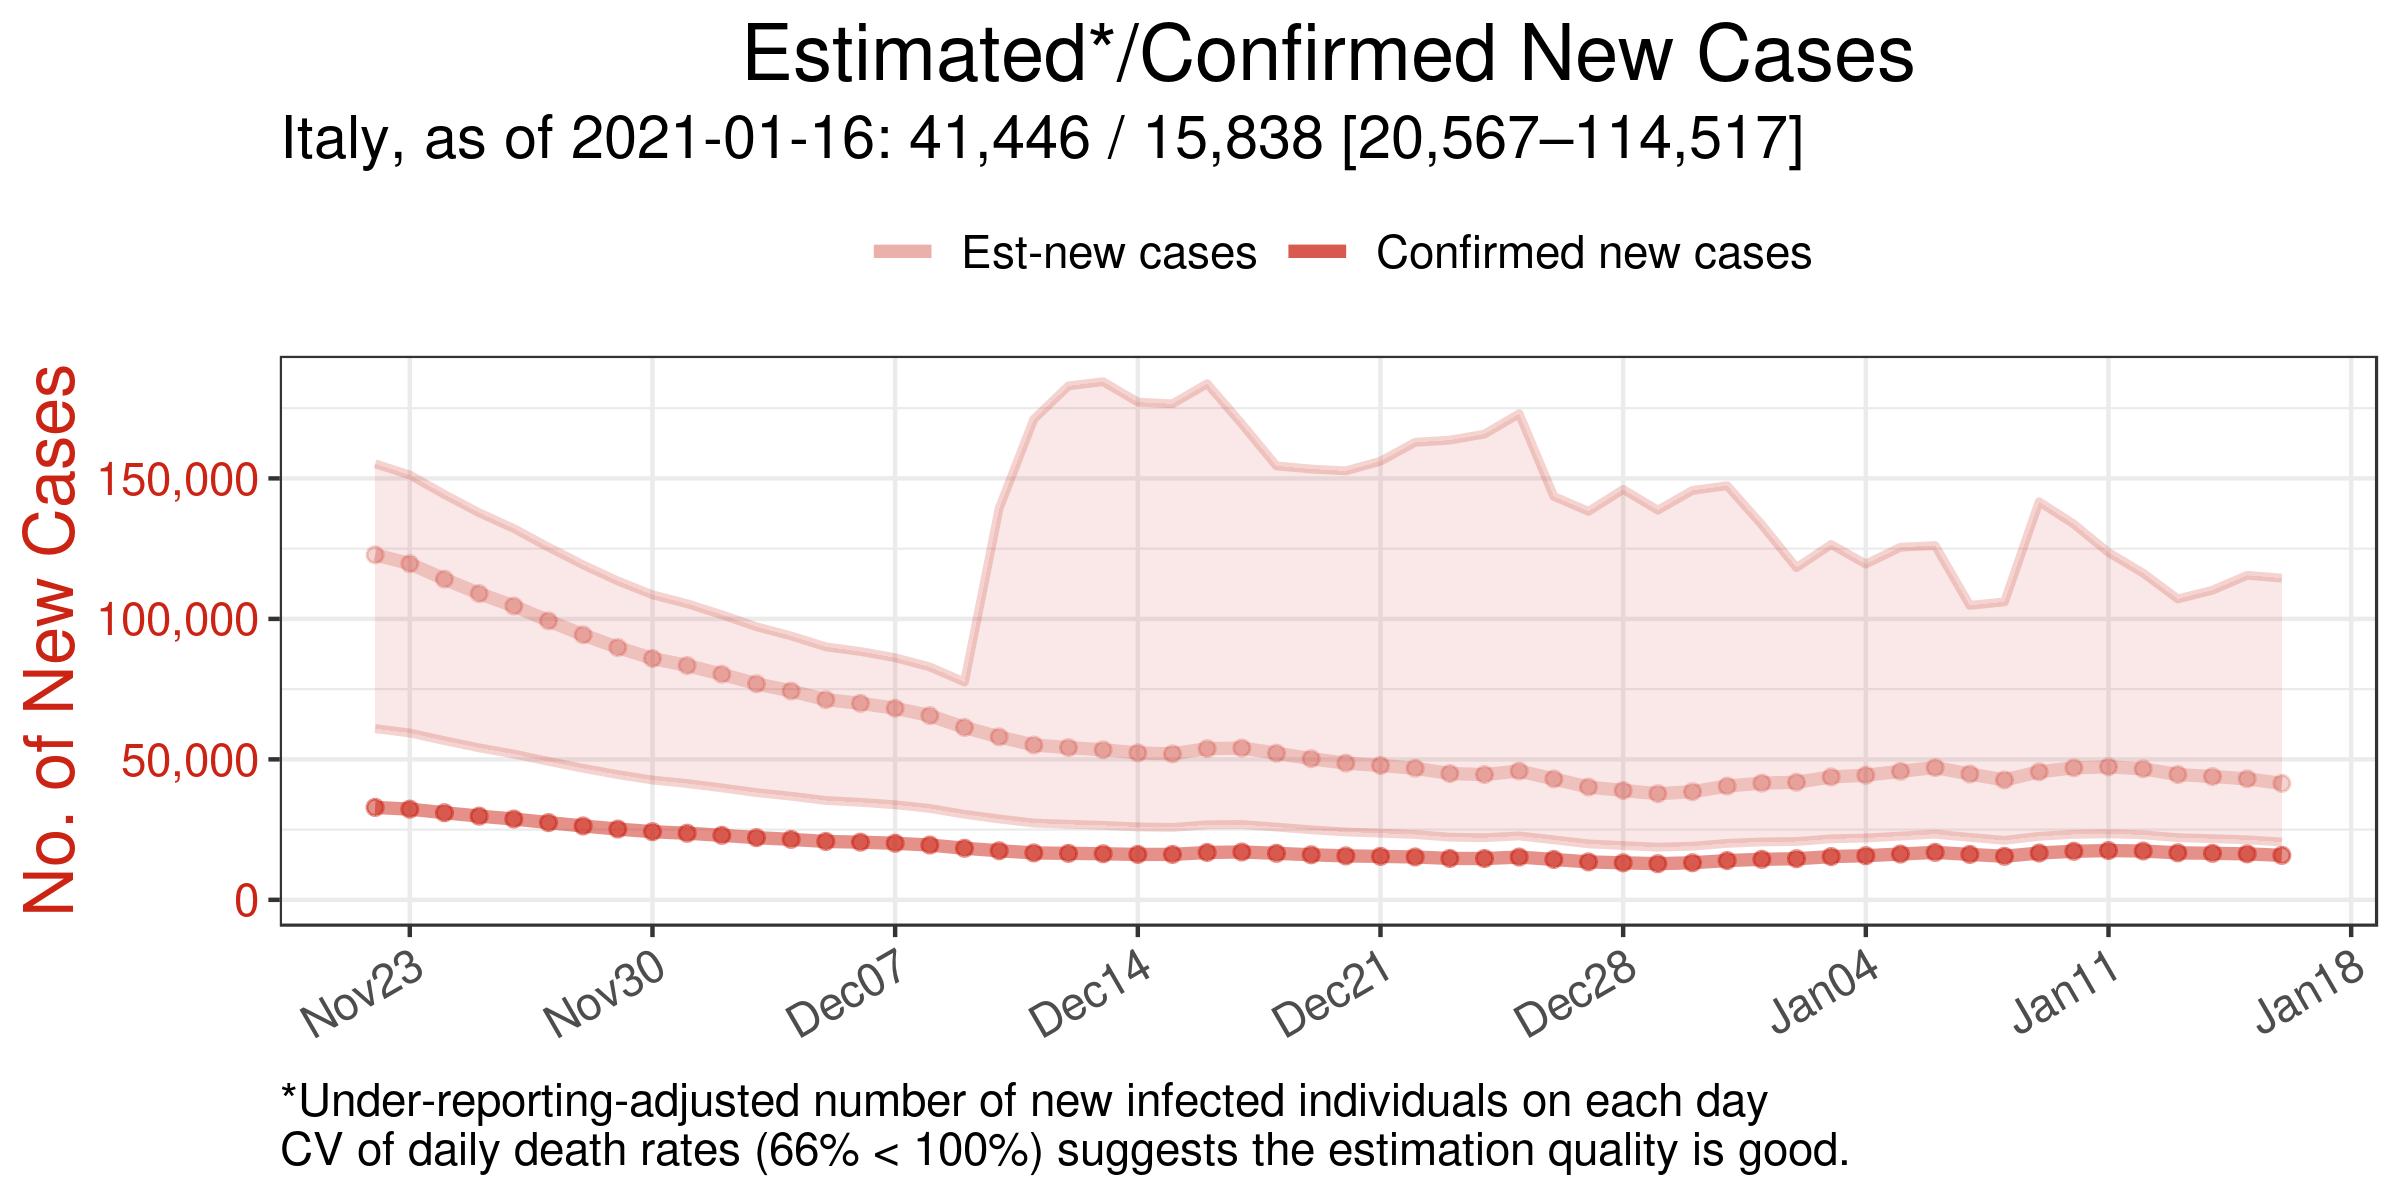 Estimated*/Confirmed New Cases
Italy, as of 2021-01-16: 41,446 / 15,838 [20,567–114,517]
Est-new cases
Confirmed new cases
No. of New Cases
150,000
100,000
50,000
0
Nov23
Nov30
Dec07
Dec14
Dec21
Dec28
Jan04
Jan11
Jan18
*Under-reporting-adjusted number of new infected individuals on each day
CV of daily death rates (66% < 100%) suggests the estimation quality is good.